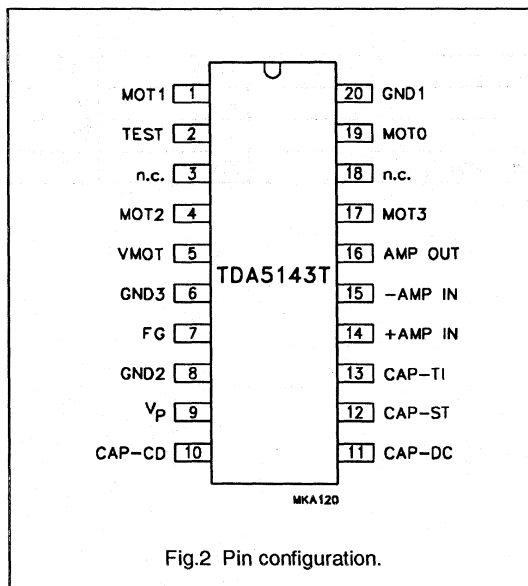 MOT1 1 20 GND1
TEST 2 19 MOT0
n.c. 3 18 n.c.
MOT2 4 17 MOT3
VMOT 5 16 AMP OUT
TDA5143T
GND3 6 15 -AMP IN
FG 7 14 +AMP IN
GND2 8 13 CAP-TI
VP 9 12 CAP-ST
CAP-CD 10 11 CAP-DC
MKA120
Fig.2 Pin configuration.